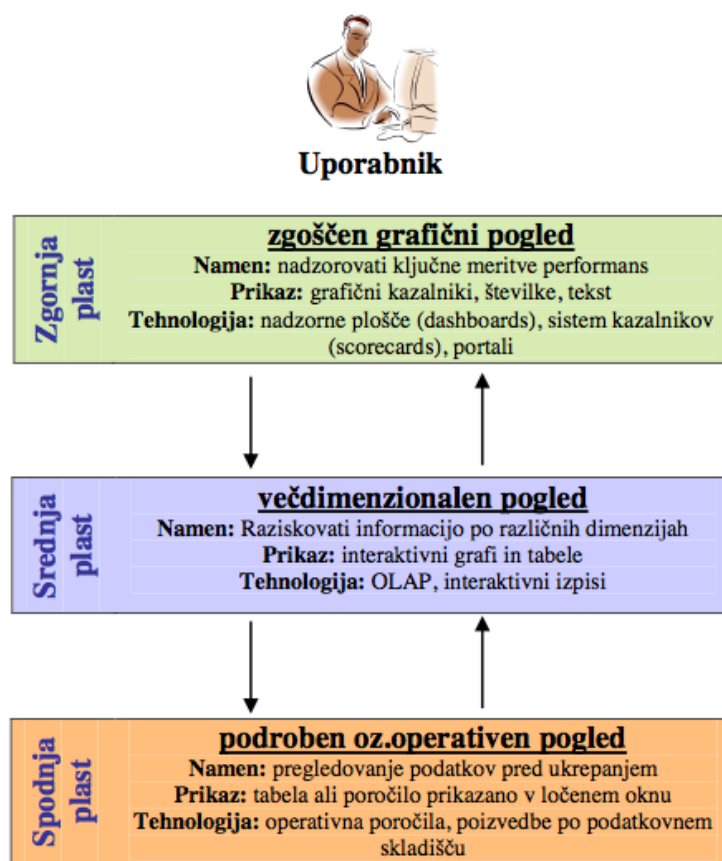 Uporabnik
Zgornja plast
zgoščen grafični pogled
Namen: nadzorovati ključne meritve performans
Prikaz: grafični kazalniki, številke, tekst
Tehnologija: nadzorne plošče (dashboards), sistem kazalnikov
(scorecards), portali
Srednja plast
večdimenzionalen pogled
Namen: Raziskovati informacijo po različnih dimenzijah
Prikaz: interaktivni grafi in tabele
Tehnologija: OLAP, interaktivni izpisi
Spodnja plast
podroben oz.operativen pogled
Namen: pregledovanje podatkov pred ukrepanjem
Prikaz: tabela ali poročilo prikazano v ločenem oknu
Tehnologija: operativna poročila, poizvedbe po podatkovnem
skladišču